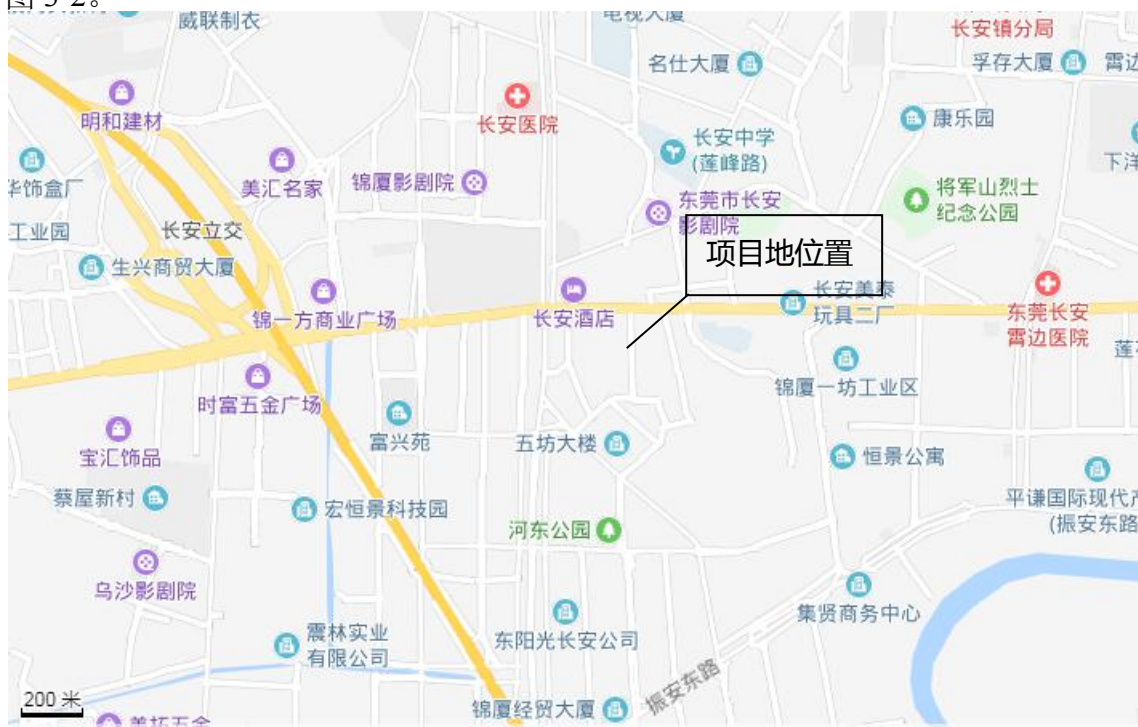 图 5-2。
威联制衣
电视大厦
长安镇分局
名仕大厦
孚存大厦
霄边
明和建材
长安医院
康乐园
长安中学
(莲峰路)
下洋
华饰盒厂
美汇名家
锦厦影剧院
东莞市长安
影剧院
将军山烈士
纪念公园
工业园
长安立交
项目地位置
生兴商贸大厦
锦一方商业广场
长安酒店
长安美泰
玩具二厂
东莞长安
霄边医院
莲花
时富五金广场
锦厦一坊工业区
富兴苑
五坊大楼
宝汇饰品
恒景公寓
蔡屋新村
宏恒景科技园
平谦国际现代产
(振安东路
河东公园
乌沙影剧院
集贤商务中心
震林实业
有限公司
东阳光长安公司
振安东路
200 米
锦厦经贸大厦
美拓五金